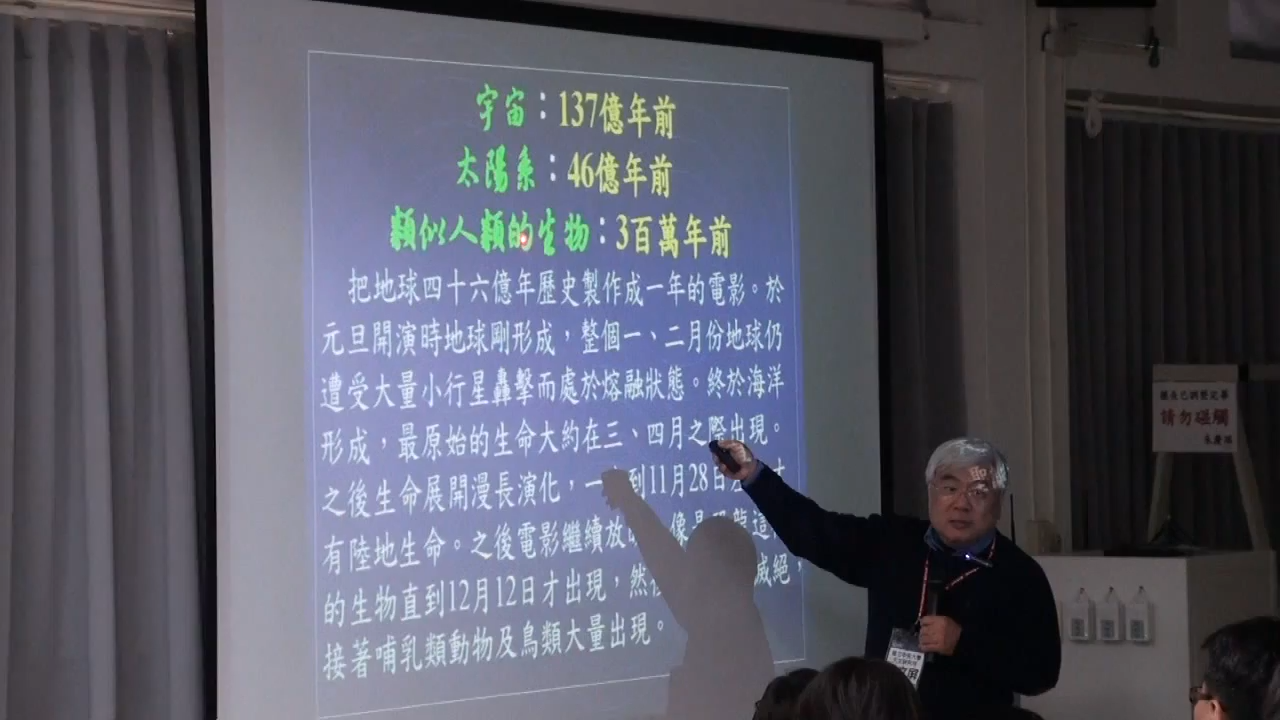 宇宙：137億年前
太陽系：46億年前
類似人類的生物：3百萬年前
把地球四十六億年歷史製作成一年的電影。於
元旦開演時地球剛形成，整個一、二月份地球仍
遭受大量小行星轟擊而處於熔融狀態。終於海洋
形成，最原始的生命大約在三、四月之際出現。
之後生命展開漫長演化，一 到11月28日
有陸地生命。之後電影繼續放 像是恐龍這
的生物直到12月12日才出現，然 滅絕，
接著哺乳類動物及鳥類大量出現。
請勿碰觸